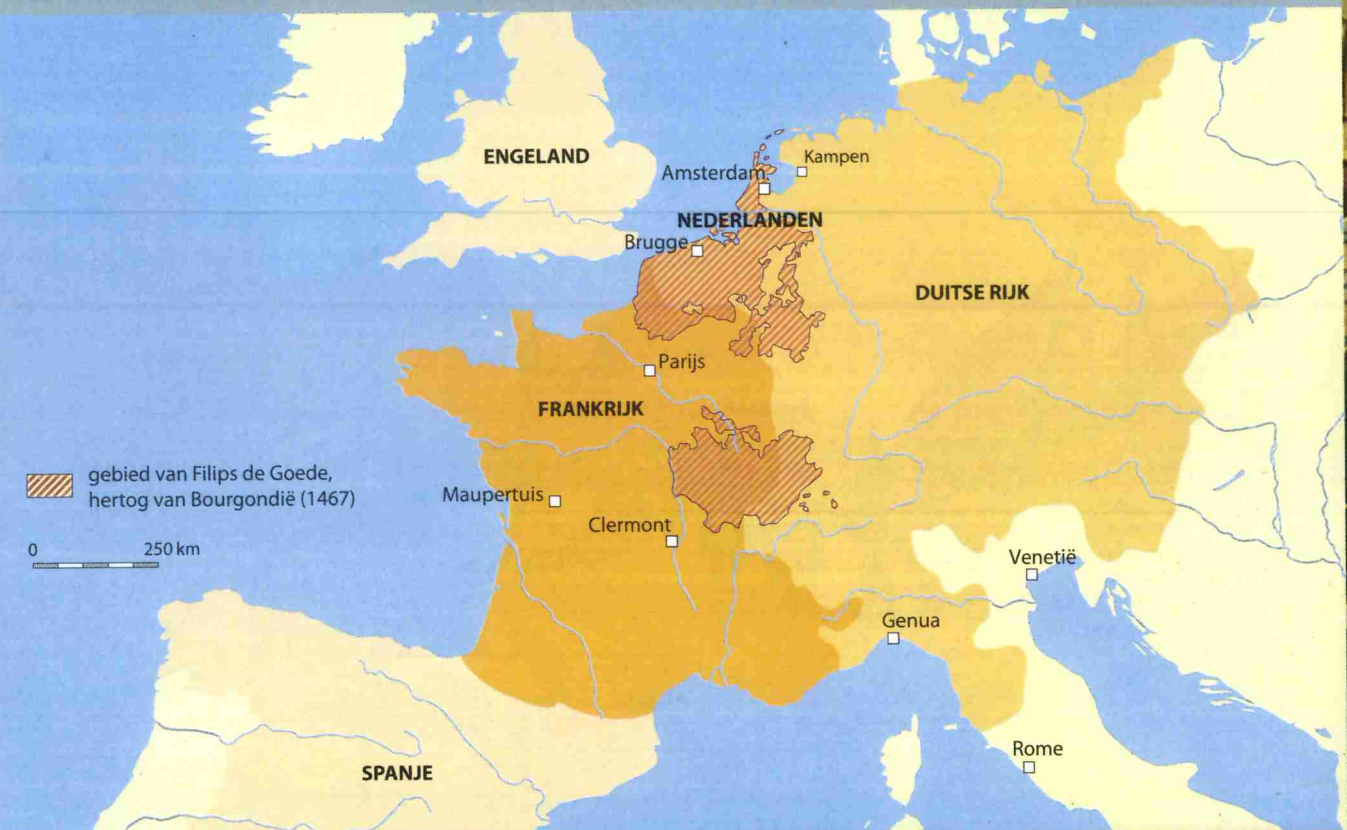 ENGELAND
Kampen
Amsterdam
NEDERLANDEN
Brugge
DUITSE RIJK
Parijs
FRANKRIJK
gebied van Filips de Goede,
hertog van Bourgondië (1467)
Maupertuis
Clermont
0 250 km
Venetië
Genua
Rome
SPANJE